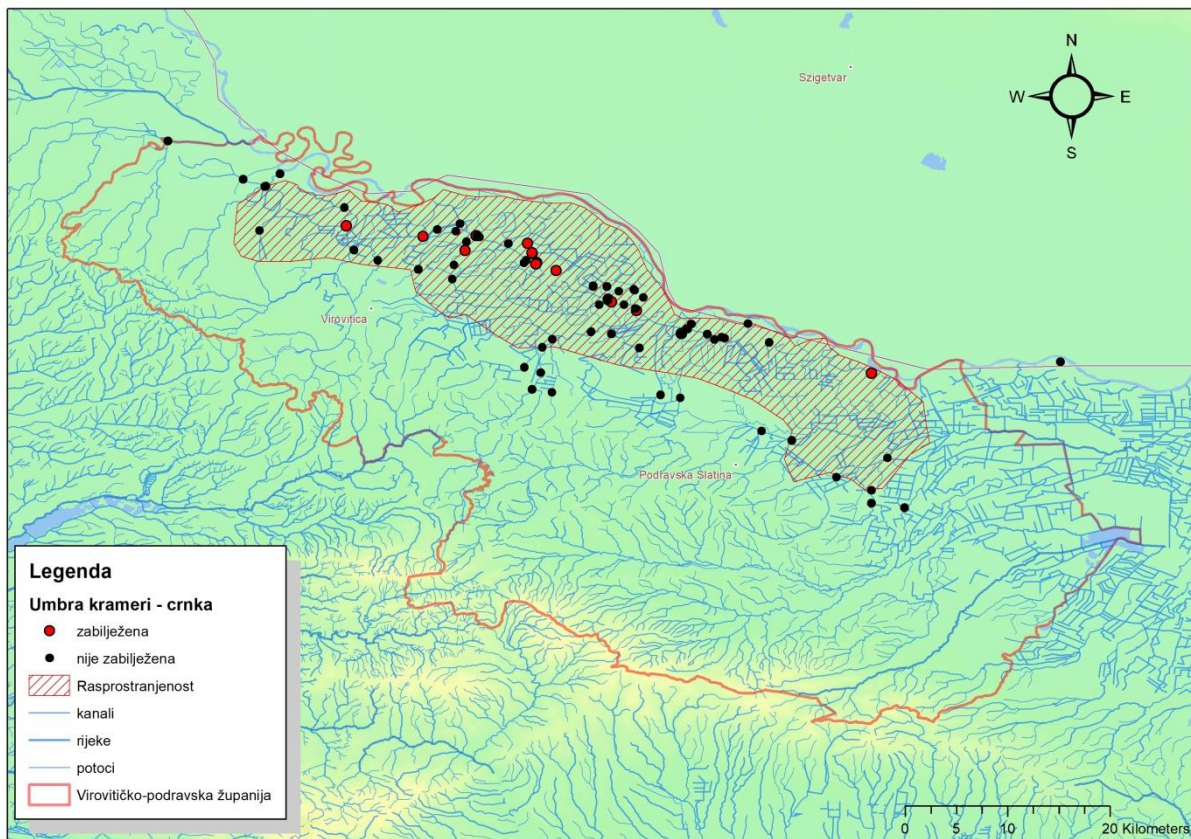 Szigetvar
N
W
E
S
Virovitica
Podravska Slatina
Legenda
Umbra krameri - crnka
zabilježena
nije zabilježena
Rasprostranjenost
kanali
rijeke
potoci
Virovitičko-podravska županija
0 5 10 20 Kilometers